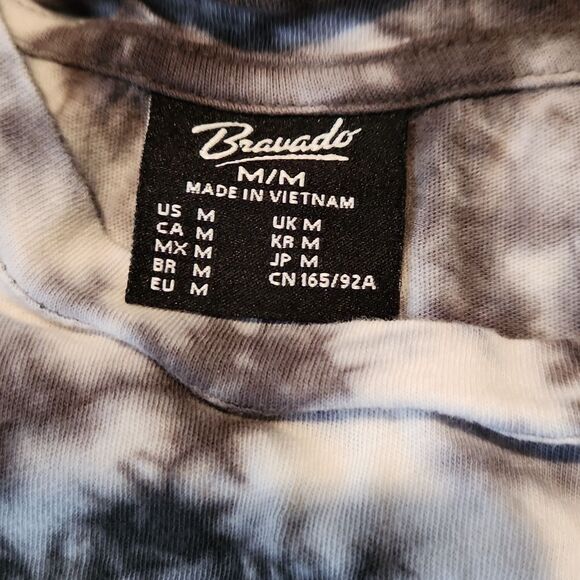 Bravado
M/M
MADE IN VIETNAM
US M UK M
CA M KR M
MX M JP M
BR M CN 165/92A
EU M